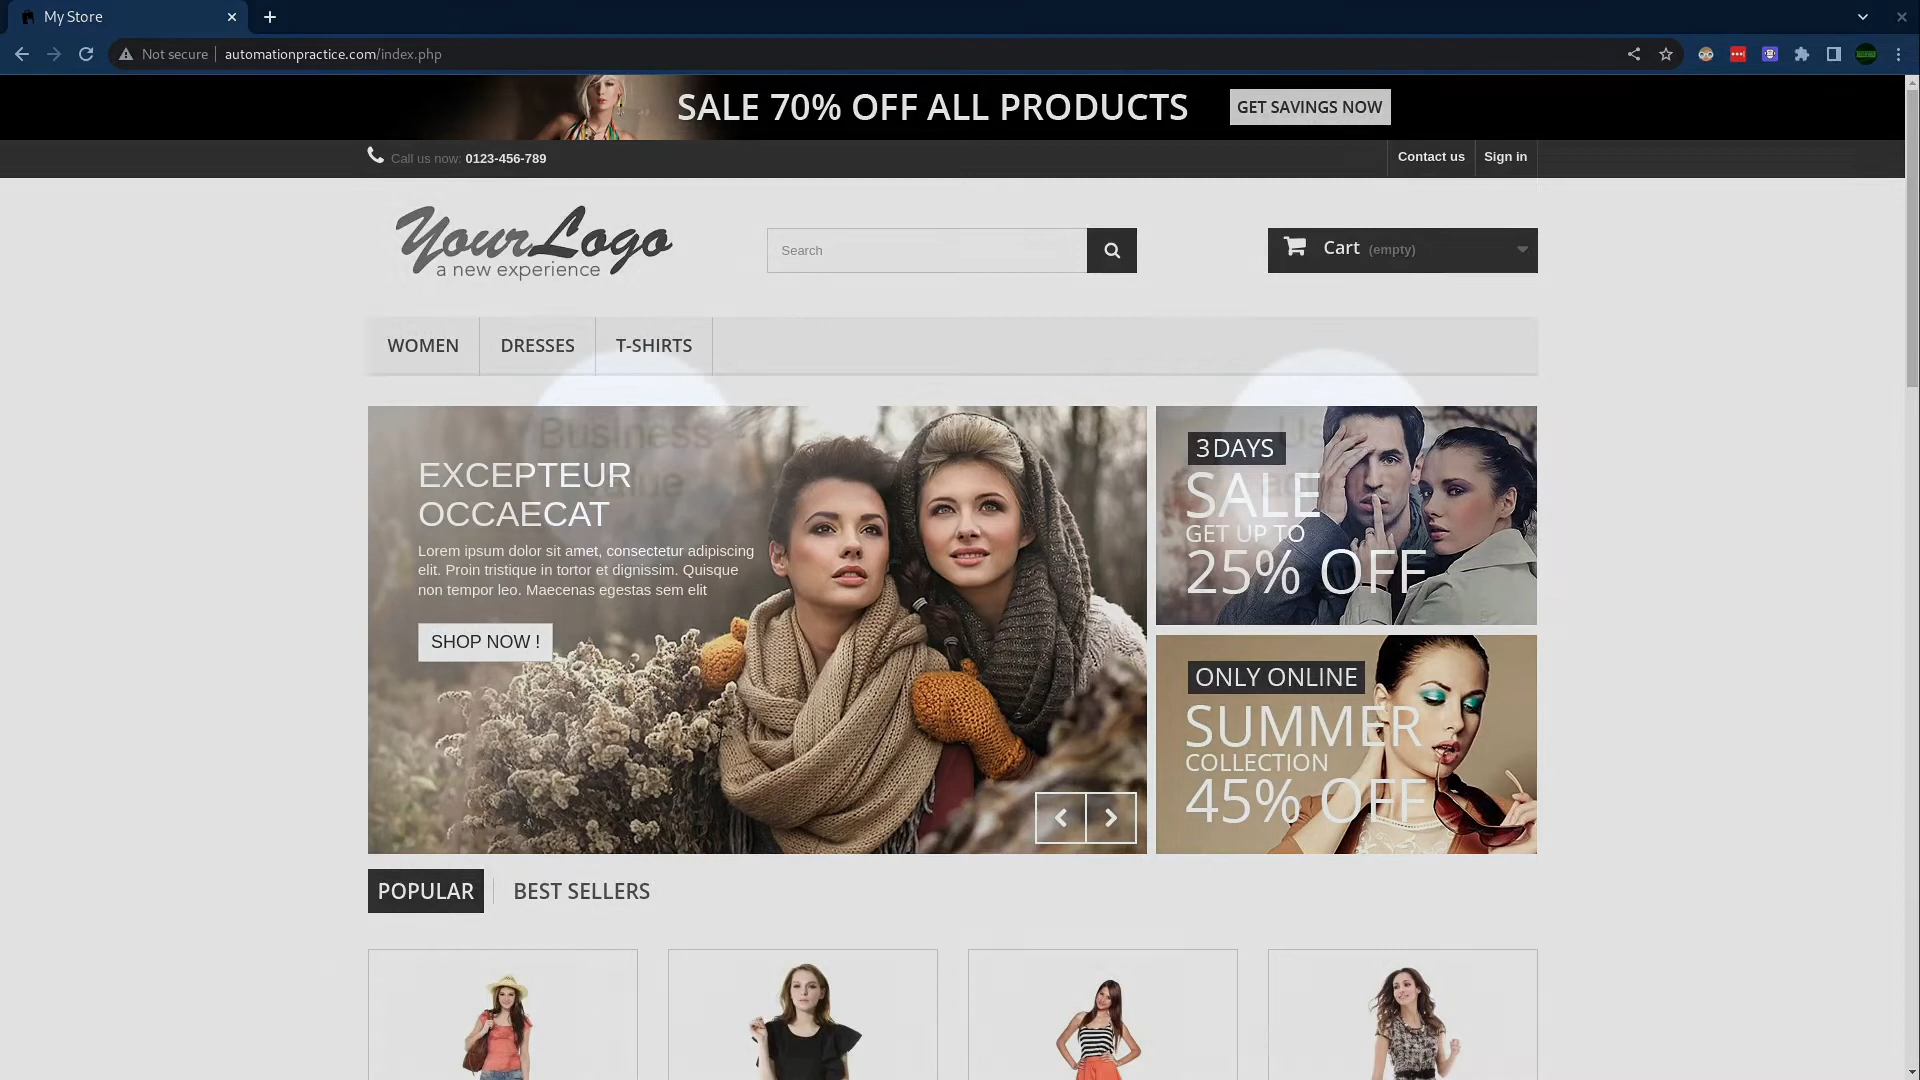 My Store
Not secure
automationpractice.com/index.php
SALE 70% OFF ALL PRODUCTS
GET SAVINGS NOW
Call us now: 0123-456-789
Contact us
Sign in
YourLogo
a new experience
Search
Cart (empty)
WOMEN
DRESSES
T-SHIRTS
Business
EXCEPTEUR
OCCAECAT
Lorem ipsum dolor sit amet, consectetur adipiscing
elit. Proin tristique in tortor et dignissim. Quisque
non tempor leo. Maecenas egestas sem elit
SHOP NOW !
3 DAYS
SALE
GET UP TO
25% OFF
ONLY ONLINE
SUMMER
COLLECTION
45% OFF
POPULAR
BEST SELLERS